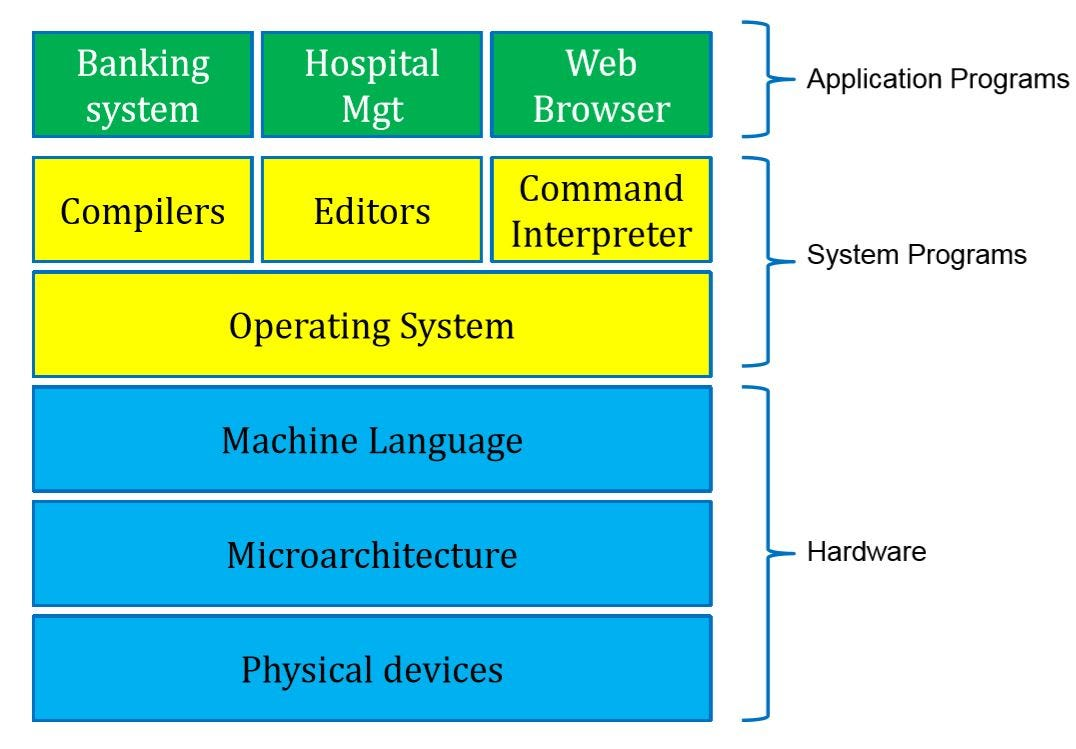 Banking
system
Hospital
Mgt
Web
Browser
Application Programs
Compilers
Editors
Command
Interpreter
System Programs
Operating System
Machine Language
Microarchitecture
Hardware
Physical devices